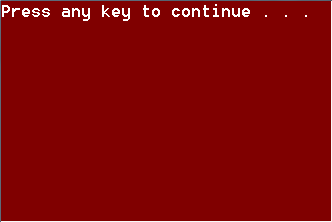 Press any key to continue . . .